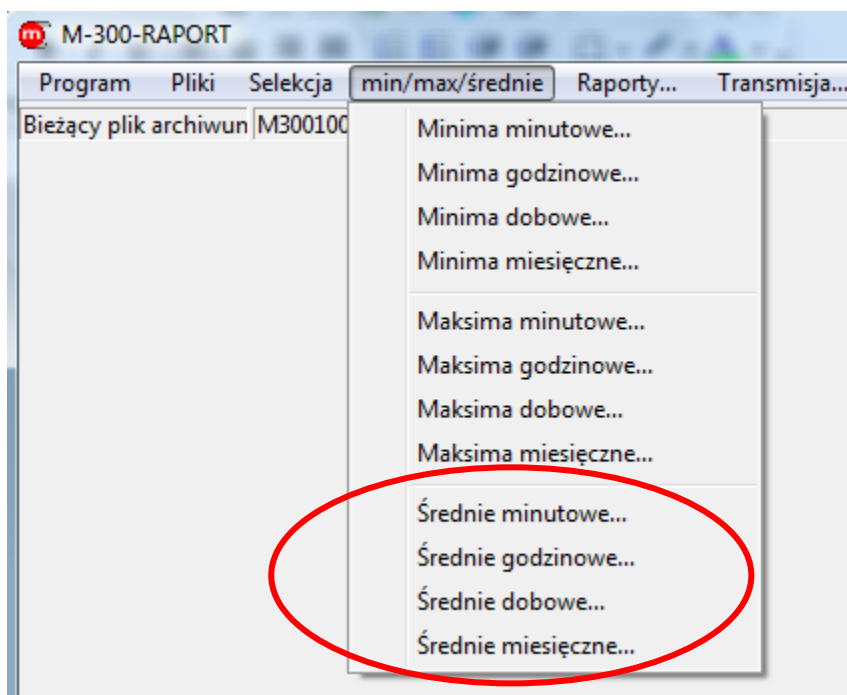 M-300-RAPORT
Program Pliki Selekcja min/max/średnie Raporty... Transmisja...
Bieżący plik archiwun M300100
Minima minutowe...
Minima godzinowe...
Minima dobowe...
Minima miesięczne...
Maksima minutowe...
Maksima godzinowe...
Maksima dobowe...
Maksima miesięczne...
Średnie minutowe...
Średnie godzinowe...
Średnie dobowe...
Średnie miesięczne...